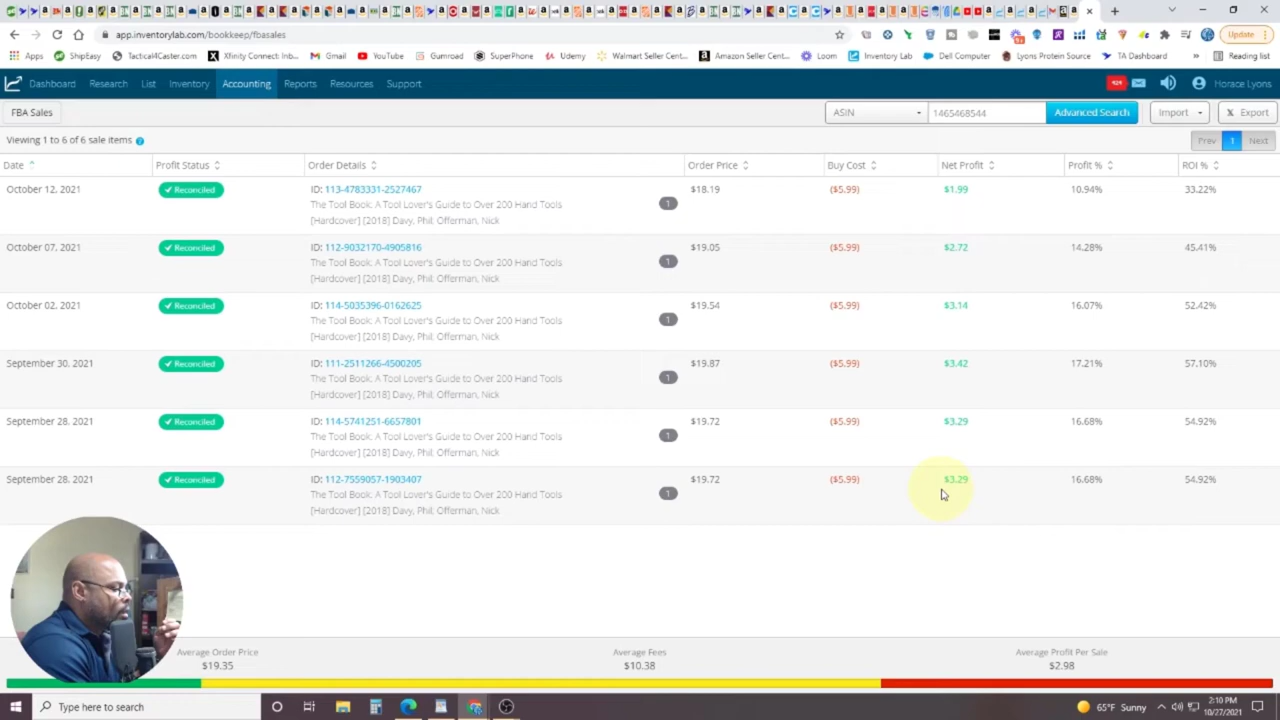 app.inventorylab.com/bookkeep/fbasales
Update
Apps ShipEasy Tactical4Caster.com Xfinity Connect: Inb... Gmail YouTube Gumroad SuperPhone Udemy Walmart Seller Cent... Amazon Seller Cent... Loom Inventory Lab Dell Computer Lyons Protein Source TA Dashboard » Reading list
Dashboard Research List Inventory Accounting Reports Resources Support 924 Horace Lyons
FBA Sales ASIN 1465468544 Advanced Search Import Export
Viewing 1 to 6 of 6 sale items Prev 1 Next
Date Profit Status Order Details Order Price Buy Cost Net Profit Profit % ROI %
October 12, 2021 Reconciled ID: 113-4783331-2527467 $18.19 ($5.99) $1.99 10.94% 33.22%
The Tool Book: A Tool Lover's Guide to Over 200 Hand Tools 1
[Hardcover] [2018] Davy, Phil; Offerman, Nick
October 07, 2021 Reconciled ID: 112-9032170-4905816 $19.05 ($5.99) $2.72 14.28% 45.41%
The Tool Book: A Tool Lover's Guide to Over 200 Hand Tools 1
[Hardcover] [2018] Davy, Phil; Offerman, Nick
October 02, 2021 Reconciled ID: 114-5035396-0162625 $19.54 ($5.99) $3.14 16.07% 52.42%
The Tool Book: A Tool Lover's Guide to Over 200 Hand Tools 1
[Hardcover] [2018] Davy, Phil; Offerman, Nick
September 30, 2021 Reconciled ID: 111-2511266-4500205 $19.87 ($5.99) $3.42 17.21% 57.10%
The Tool Book: A Tool Lover's Guide to Over 200 Hand Tools 1
[Hardcover] [2018] Davy, Phil; Offerman, Nick
September 28, 2021 Reconciled ID: 114-5741251-6657801 $19.72 ($5.99) $3.29 16.68% 54.92%
The Tool Book: A Tool Lover's Guide to Over 200 Hand Tools 1
[Hardcover] [2018] Davy, Phil; Offerman, Nick
September 28, 2021 Reconciled ID: 112-7559057-1903407 $19.72 ($5.99) $3.29 16.68% 54.92%
The Tool Book: A Tool Lover's Guide to Over 200 Hand Tools 1
[Hardcover] [2018] Davy, Phil; Offerman, Nick
Average Order Price Average Fees Average Profit Per Sale
$19.35 $10.38 $2.98
Type here to search 65°F Sunny 2:10 PM
10/27/2021